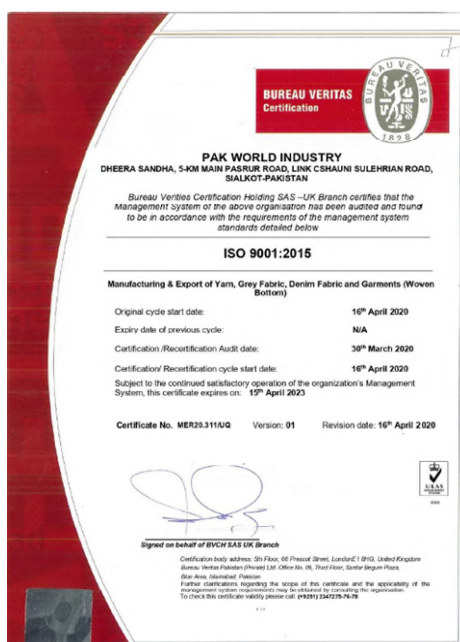 BUREAU VERITAS
Certification
BUREAU VERITAS
1828
PAK WORLD INDUSTRY
DHEERA SANDHA, 5-KM MAIN PASRUR ROAD, LINK CSHAUNI SULEHRIAN ROAD,
SIALKOT-PAKISTAN
Bureau Verities Certification Holding SAS –UK Branch certifies that the
Management System of the above organisation has been audited and found
to be in accordance with the requirements of the management system
standards detailed below
ISO 9001:2015
Manufacturing & Export of Yarn, Grey Fabric, Denim Fabric and Garments (Woven
Bottom)
Original cycle start date: 16th April 2020
Expiry date of previous cycle: N/A
Certification /Recertification Audit date: 30th March 2020
Certification/ Recertification cycle start date: 16th April 2020
Subject to the continued satisfactory operation of the organization's Management
System, this certificate expires on: 15th April 2023
Certificate No. MER20.311/UQ Version: 01 Revision date: 16th April 2020
UKAS
Signed on behalf of BVCH SAS UK Branch
Certification body address: 5th Floor, 66 Prescot Street, London E1 8HG, United Kingdom
Bureau Veritas Pakistan (Private) Ltd. Office No. 09, Third Floor, Safdar Begum Plaza,
Blue Area, Islamabad, Pakistan
Further clarifications regarding the scope of this certificate and the applicability of the
management system requirements may be obtained by consulting the organisation.
To check this certificate validity please call: (+9251) 2347275-76-78